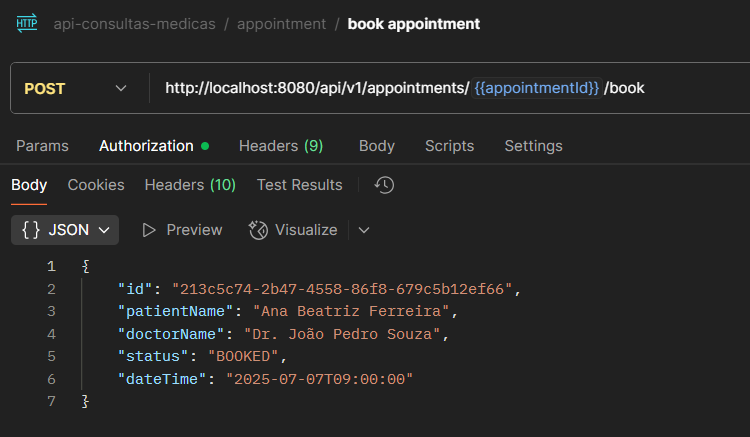 HTTP api-consultas-medicas / appointment / book appointment
POST http://localhost:8080/api/v1/appointments/ {{appointmentId}} /book
Params Authorization Headers (9) Body Scripts Settings
Body Cookies Headers (10) Test Results
{} JSON Preview Visualize
1 {
2 "id": "213c5c74-2b47-4558-86f8-679c5b12ef66",
3 "patientName": "Ana Beatriz Ferreira",
4 "doctorName": "Dr. João Pedro Souza",
5 "status": "BOOKED",
6 "dateTime": "2025-07-07T09:00:00"
7 }